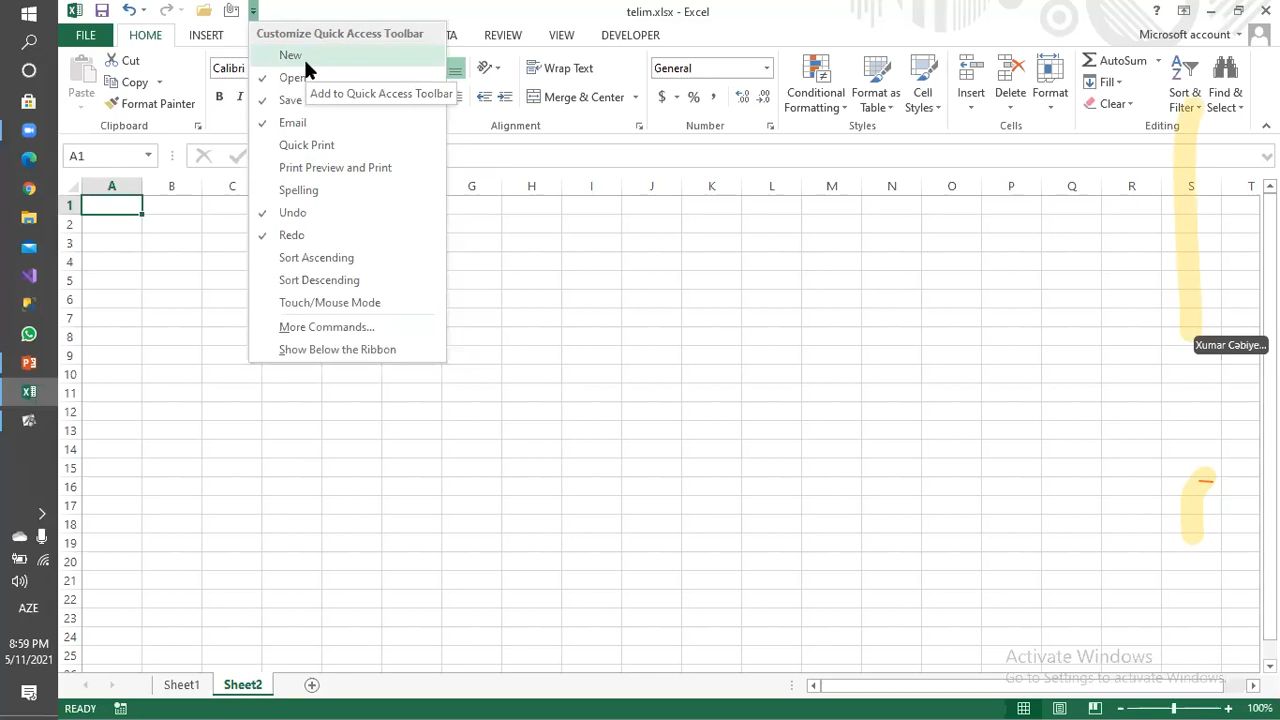 telim.xlsx - Excel
FILE HOME INSERT TA REVIEW VIEW DEVELOPER Microsoft account
Customize Quick Access Toolbar
New
Open
Add to Quick Access Toolbar
Save
Email
Quick Print
Print Preview and Print
Spelling
Undo
Redo
Sort Ascending
Sort Descending
Touch/Mouse Mode
More Commands...
Show Below the Ribbon
Paste
Cut
Copy
Format Painter
Clipboard
Calibri
B I
Wrap Text
Merge & Center
Alignment
General
$ % , .0 .00
Number
Conditional Formatting
Format as Table
Cell Styles
Styles
Insert Delete Format
Cells
AutoSum
Fill
Clear
Sort & Filter
Find & Select
Editing
A1
A B C G H I J K L M N O P Q R S T
1
2
3
4
5
6
7
8
9
10
11
12
13
14
15
16
17
18
19
20
21
22
23
24
25
Xumar Cəbiye...
AZE
8:59 PM
5/11/2021
Activate Windows
Go to Settings to activate Windows.
Sheet1 Sheet2
READY 100%